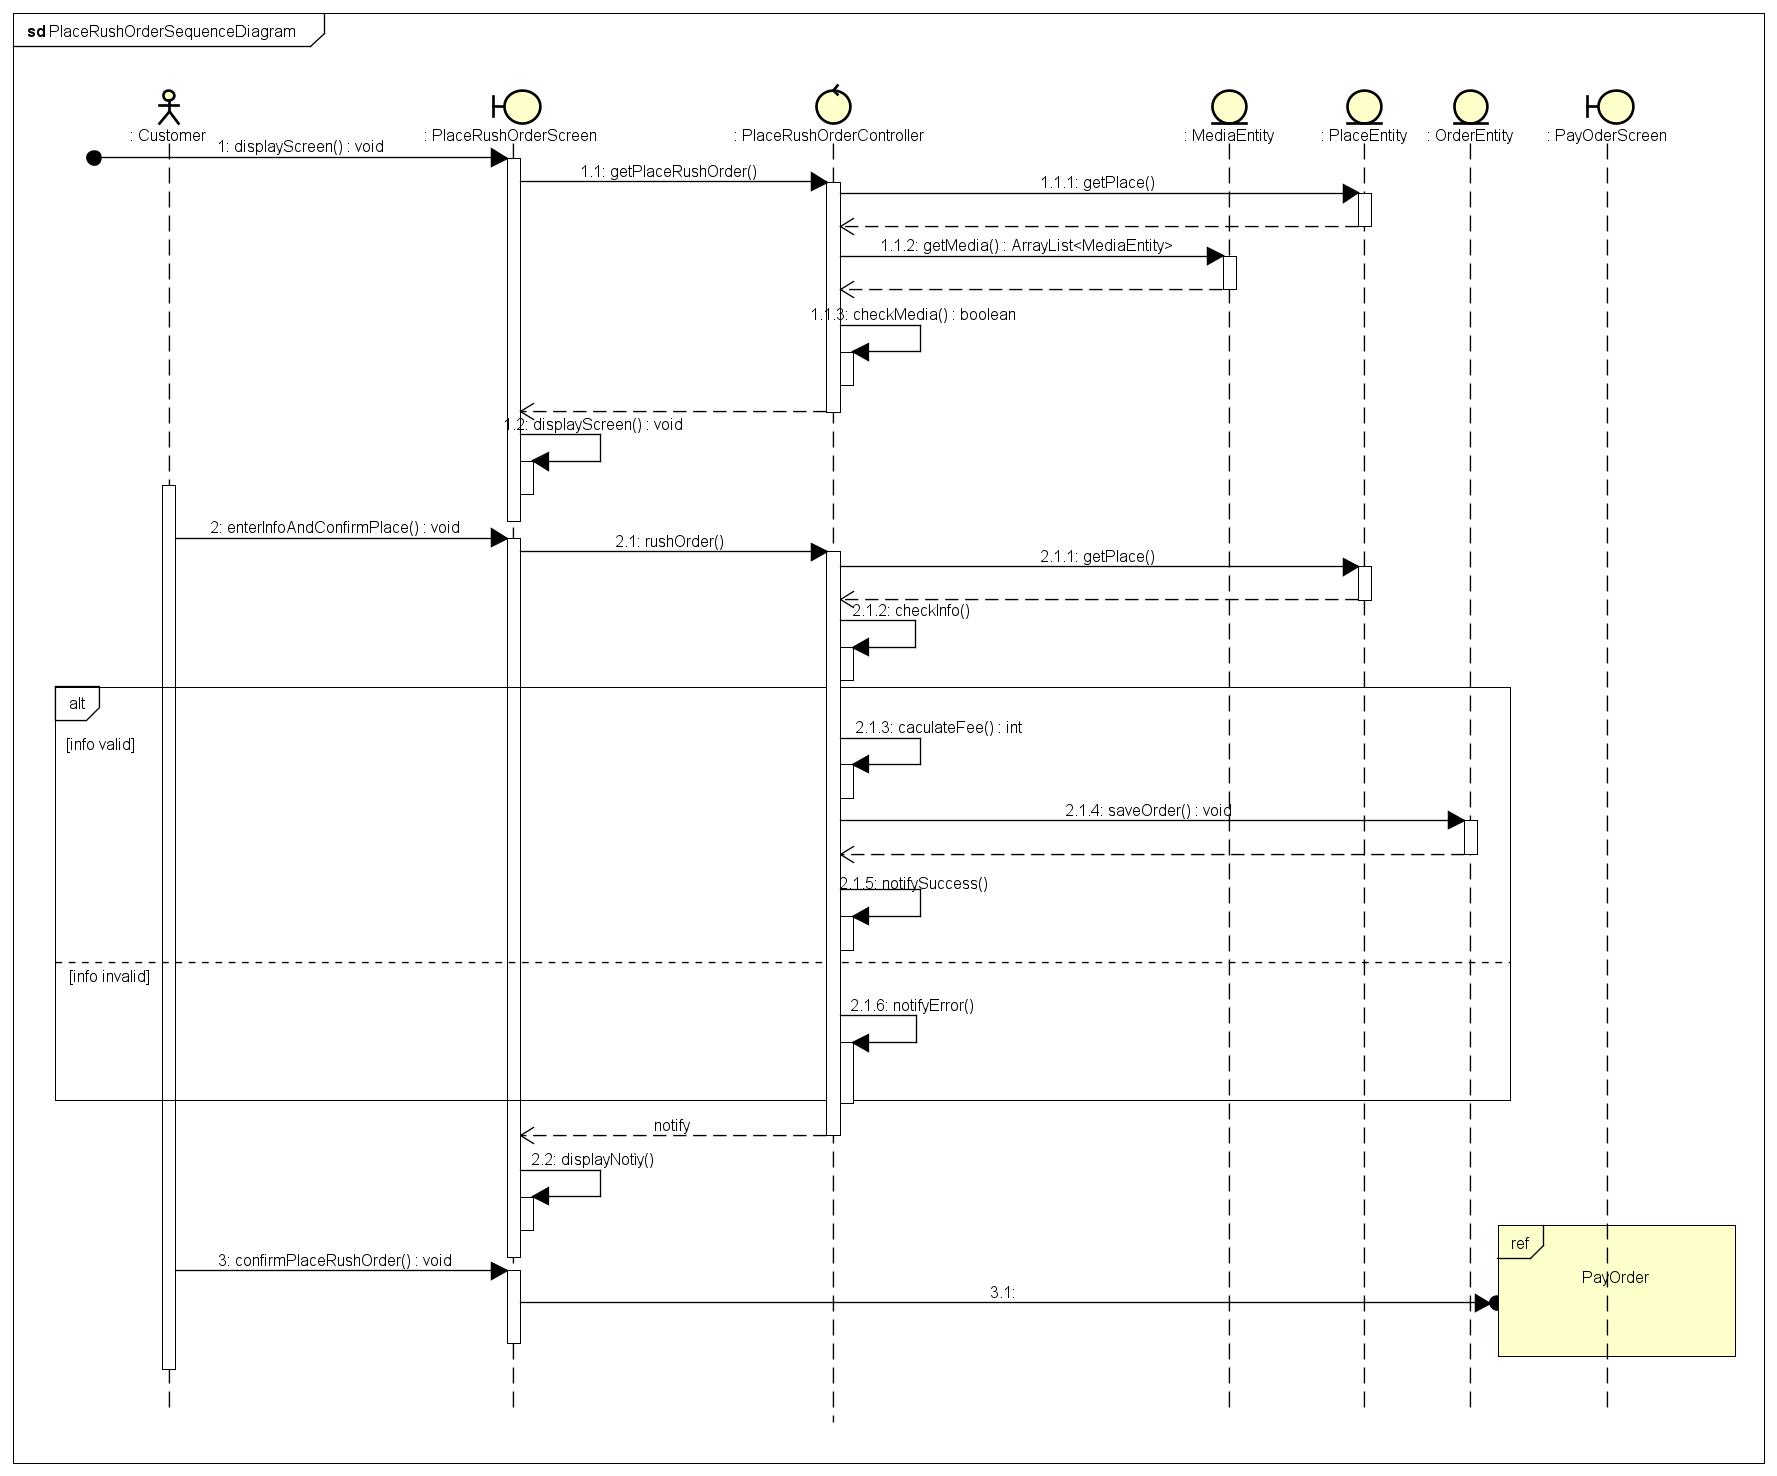 sd PlaceRushOrderSequenceDiagram
: Customer
: PlaceRushOrderScreen
: PlaceRushOrderController
: MediaEntity
: PlaceEntity
: OrderEntity
: PayOderScreen
1: displayScreen() : void
1.1: getPlaceRushOrder()
1.1.1: getPlace()
1.1.2: getMedia() : ArrayList<MediaEntity>
1.1.3: checkMedia() : boolean
1.2: displayScreen() : void
2: enterInfoAndConfirmPlace() : void
2.1: rushOrder()
2.1.1: getPlace()
2.1.2: checkInfo()
alt
[info valid]
2.1.3: caculateFee() : int
2.1.4: saveOrder() : void
2.1.5: notifySuccess()
[info invalid]
2.1.6: notifyError()
notify
2.2: displayNotiy()
ref
PayOrder
3: confirmPlaceRushOrder() : void
3.1: